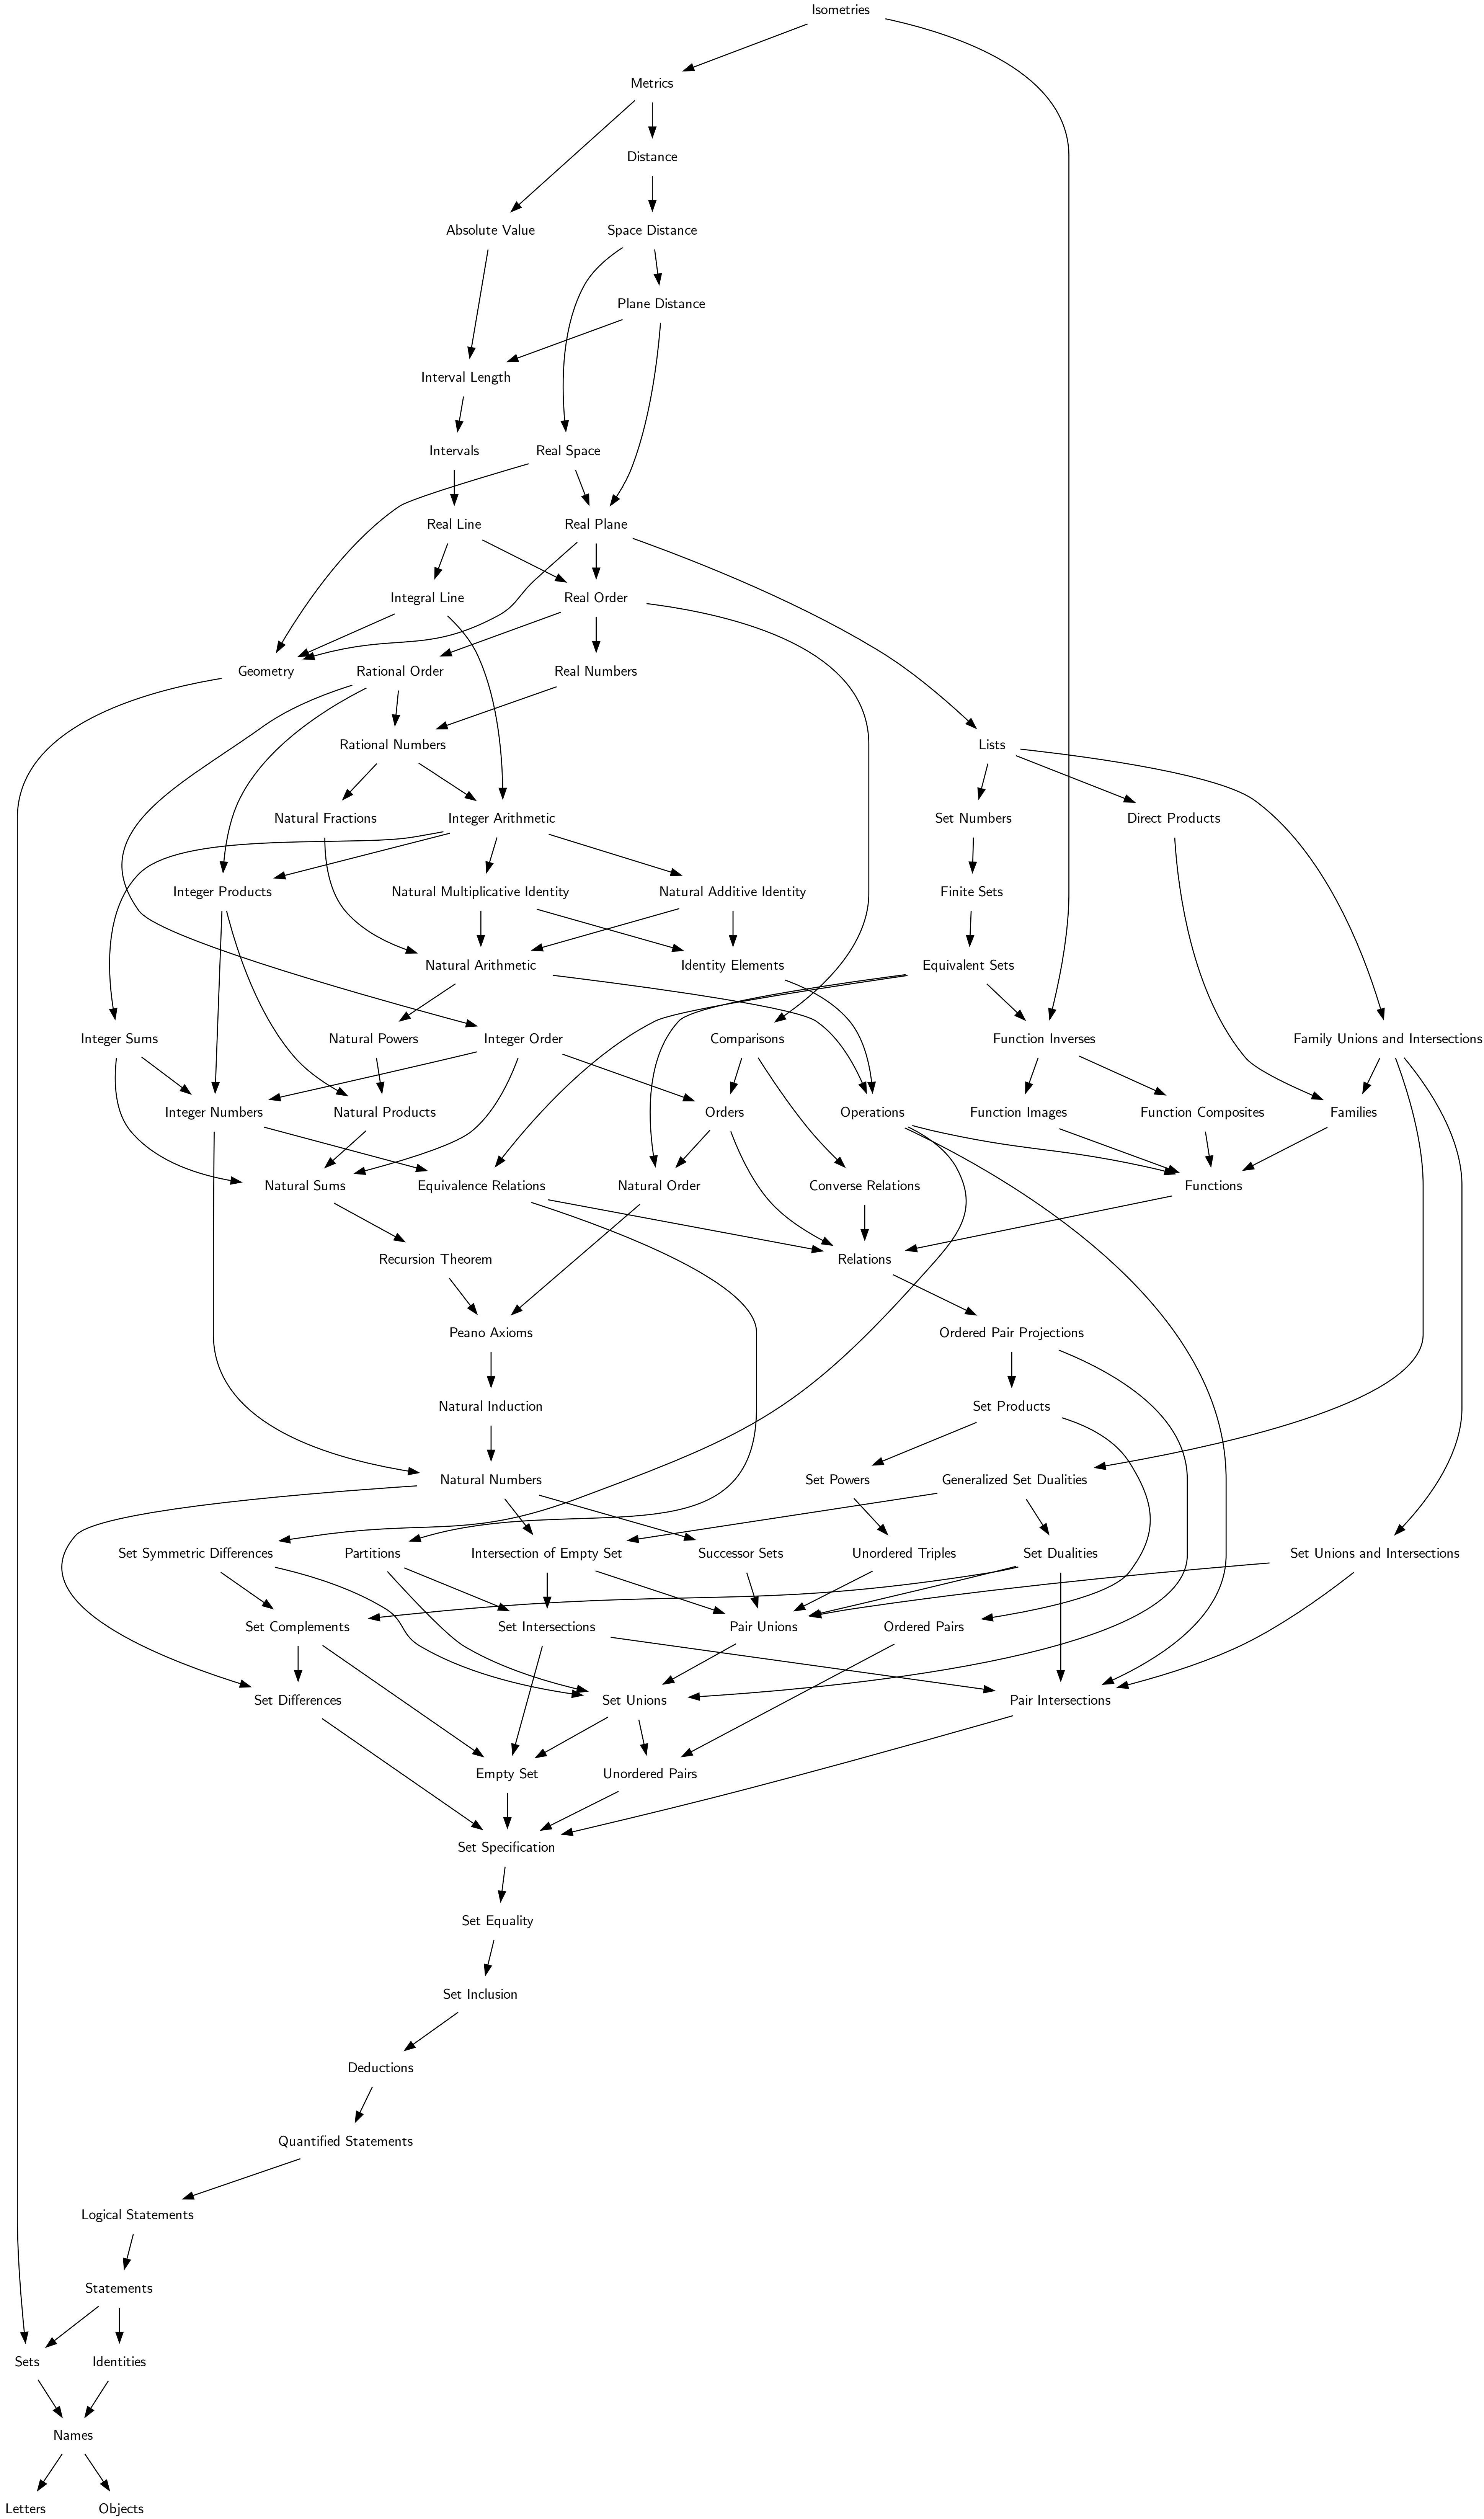 Isometries
Metrics
Distance
Absolute Value
Space Distance
Plane Distance
Interval Length
Intervals
Real Space
Real Line
Real Plane
Integral Line
Real Order
Geometry
Rational Order
Real Numbers
Rational Numbers
Lists
Natural Fractions
Integer Arithmetic
Set Numbers
Direct Products
Integer Products
Natural Multiplicative Identity
Natural Additive Identity
Finite Sets
Natural Arithmetic
Identity Elements
Equivalent Sets
Integer Sums
Natural Powers
Integer Order
Comparisons
Function Inverses
Family Unions and Intersections
Integer Numbers
Natural Products
Orders
Operations
Function Images
Function Composites
Families
Natural Sums
Equivalence Relations
Natural Order
Converse Relations
Functions
Recursion Theorem
Relations
Peano Axioms
Ordered Pair Projections
Natural Induction
Set Products
Natural Numbers
Set Powers
Generalized Set Dualities
Set Symmetric Differences
Partitions
Intersection of Empty Set
Successor Sets
Unordered Triples
Set Dualities
Set Unions and Intersections
Set Complements
Set Intersections
Pair Unions
Ordered Pairs
Set Differences
Set Unions
Pair Intersections
Empty Set
Unordered Pairs
Set Specification
Set Equality
Set Inclusion
Deductions
Quantified Statements
Logical Statements
Statements
Sets
Identities
Names
Letters
Objects